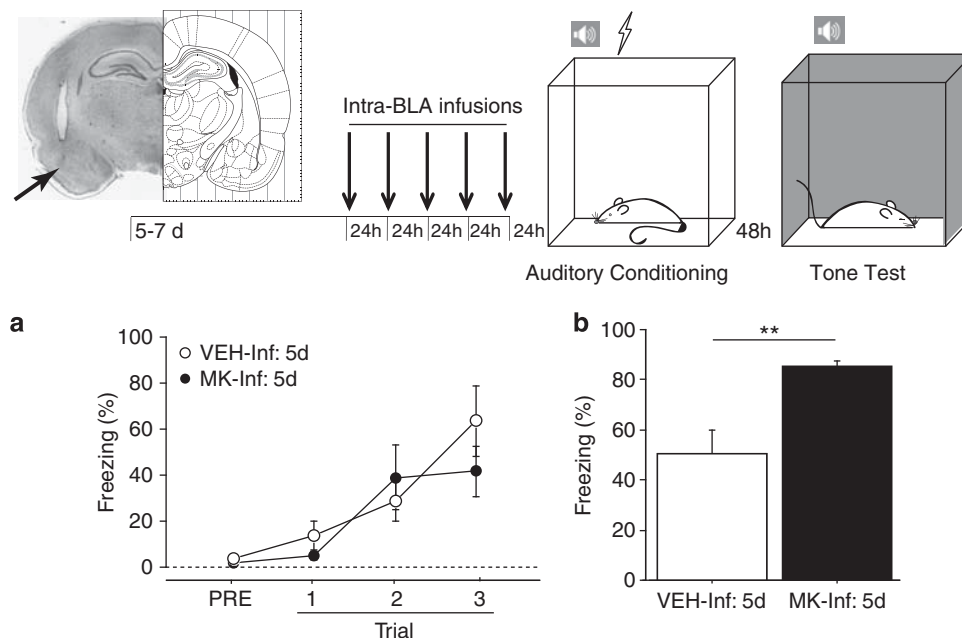 Intra-BLA infusions
5-7 d
24h 24h 24h 24h 24h
48h
Auditory Conditioning
Tone Test
a
Freezing (%)
100
80
60
40
20
0
VEH-Inf: 5d
MK-Inf: 5d
PRE 1 2 3
Trial
b
Freezing (%)
100
80
60
40
20
0
**
VEH-Inf: 5d MK-Inf: 5d